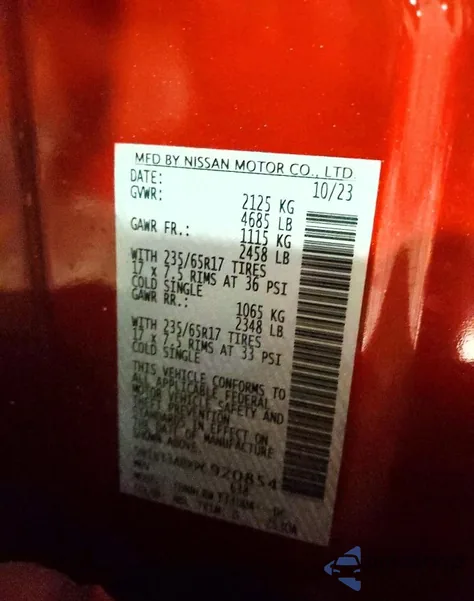 MFD BY NISSAN MOTOR CO., LTD
DATE: 10/23
GVWR: 2125 KG
4685 LB
GAWR FR.: 1115 KG
2458 LB
WITH 235/65R17 TIRES
17 x 7.5 RIMS AT 36 PSI
COLD SINGLE
GAWR RR.: 1065 KG
2348 LB
WITH 235/65R17 TIRES
17 x 7.5 RIMS AT 33 PSI
COLD SINGLE
THIS VEHICLE CONFORMS TO
ALL APPLICABLE FEDERAL
MOTOR VEHICLE SAFETY AND
THEFT PREVENTION
STANDARDS IN EFFECT ON
THE DATE OF MANUFACTURE
SHOWN ABOVE.
920854
MPV